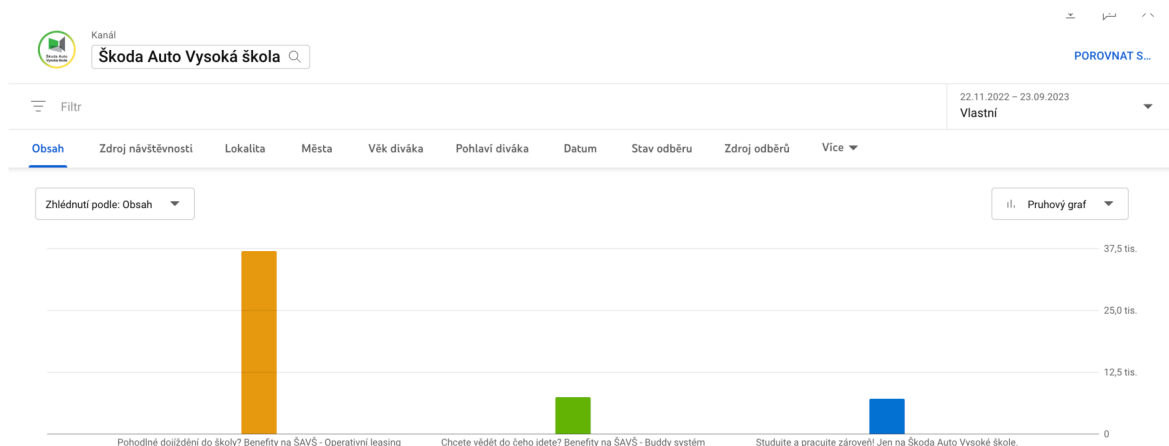 Kanál
Škoda Auto Vysoká škola
POROVNAT S...
Filtr
22.11.2022 – 23.09.2023
Vlastní
Obsah Zdroj návštěvnosti Lokalita Města Věk diváka Pohlaví diváka Datum Stav odběru Zdroj odběrů Více
Zhlédnutí podle: Obsah
Pruhový graf
37,5 tis.
25,0 tis.
12,5 tis.
0
Pohodlné dojíždění do školy? Benefity na ŠAVŠ - Operativní leasing
Chcete vědět do čeho jdete? Benefity na ŠAVŠ - Buddy systém
Studujte a pracujte zároveň! Jen na Škoda Auto Vysoké škole.